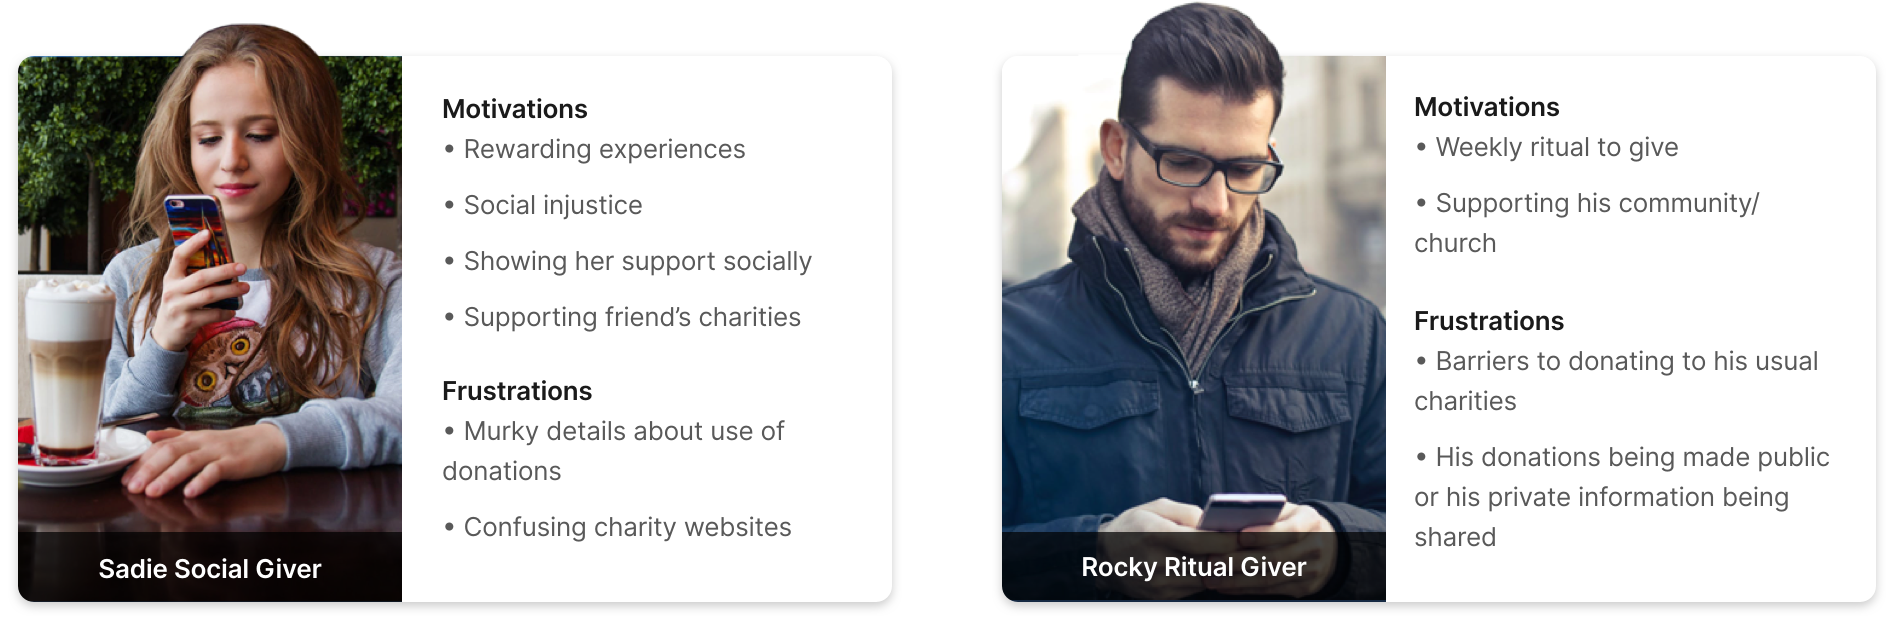 Motivations
• Rewarding experiences
• Social injustice
• Showing her support socially
• Supporting friend’s charities
Frustrations
• Murky details about use of
donations
• Confusing charity websites
Sadie Social Giver
Motivations
• Weekly ritual to give
• Supporting his community/
church
Frustrations
• Barriers to donating to his usual
charities
• His donations being made public
or his private information being
shared
Rocky Ritual Giver